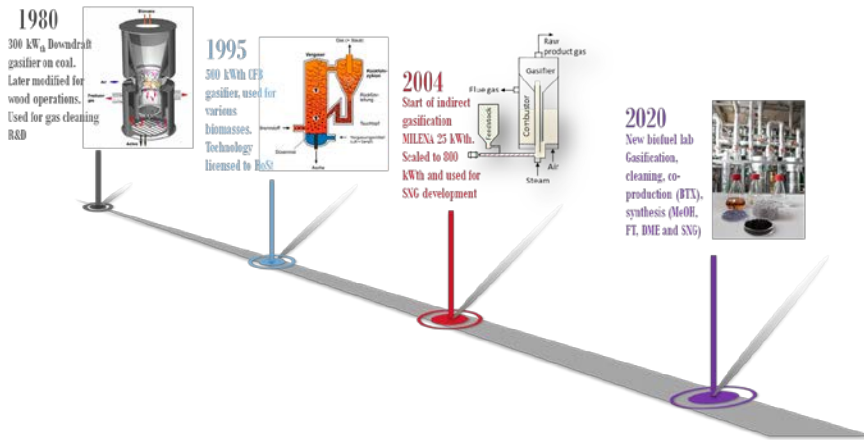 1980
300 kWth Downdraft
gasifier on coal.
Later modified for
wood operations.
Used for gas cleaning
R&D
1995
500 kWth CFB
gasifier, used for
various
biomasses.
Technology
licensed to HoSt
Vergaser
2004
Start of indirect
gasification
MILENA 25 kWth.
Scaled to 800
kWth and used for
SNG development
Raw
product gas
Gasifier
Flue gas
Combustor
Feedstock
Air
Steam
2020
New biofuel lab
Gasification,
cleaning, co-
production (BTX),
synthesis (MeOH,
FT, DME and SNG)